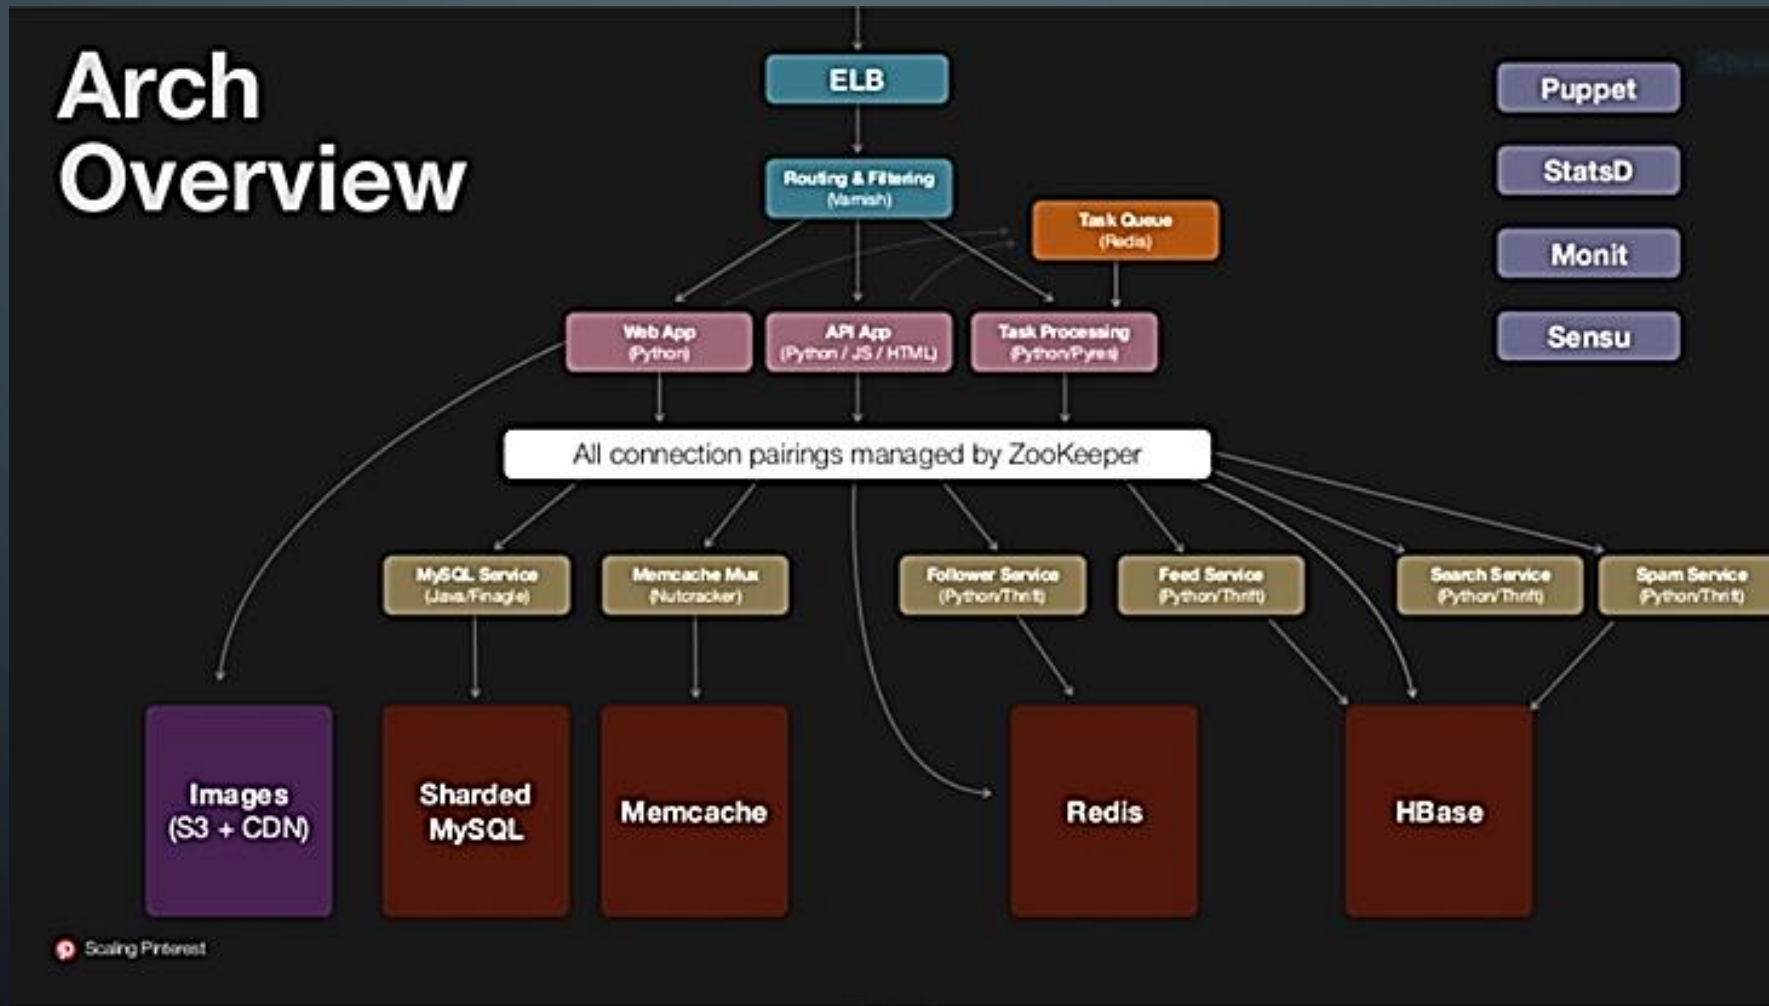 Arch
Overview
ELB
Puppet
Routing & Filtering
(Varnish)
StatsD
Task Queue
(Redis)
Monit
Web App
(Python)
API App
(Python / JS / HTML)
Task Processing
(Python/Pyres)
Sensu
All connection pairings managed by ZooKeeper
MySQL Service
(Java/Finagle)
Memcache Mux
(Nutcracker)
Follower Service
(Python/Thrift)
Feed Service
(Python/Thrift)
Search Service
(Python/Thrift)
Spam Service
(Python/Thrift)
Images
(S3 + CDN)
Sharded
MySQL
Memcache
Redis
HBase
Scaling Pinterest